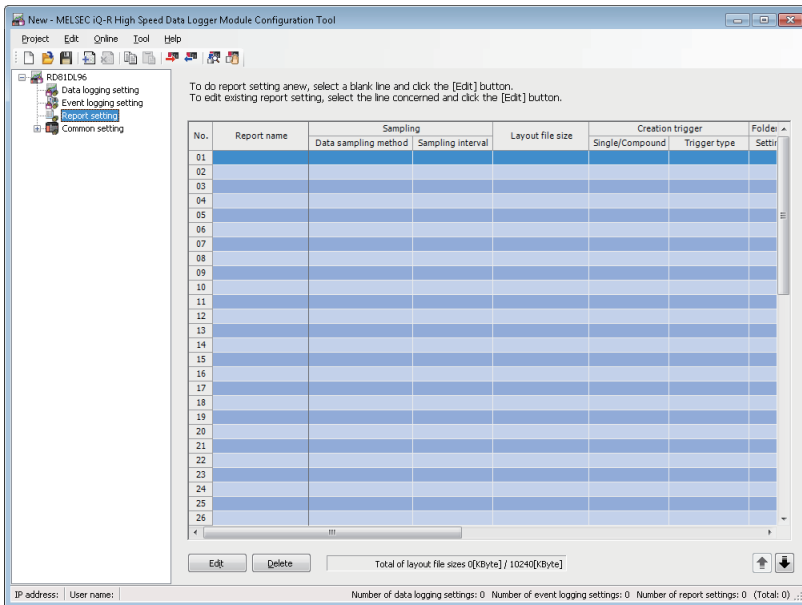 New - MELSEC iQ-R High Speed Data Logger Module Configuration Tool
Project Edit Online Tool Help
RD81DL96
Data logging setting
Event logging setting
Report setting
Common setting
To do report setting anew, select a blank line and click the [Edit] button.
To edit existing report setting, select the line concerned and click the [Edit] button.
No. Report name Sampling Layout file size Creation trigger Folder
Data sampling method Sampling interval Single/Compound Trigger type Settin
01
02
03
04
05
06
07
08
09
10
11
12
13
14
15
16
17
18
19
20
21
22
23
24
25
26
Edit Delete Total of layout file sizes 0[KByte] / 10240[KByte]
IP address: User name: Number of data logging settings: 0 Number of event logging settings: 0 Number of report settings: 0 (Total: 0)